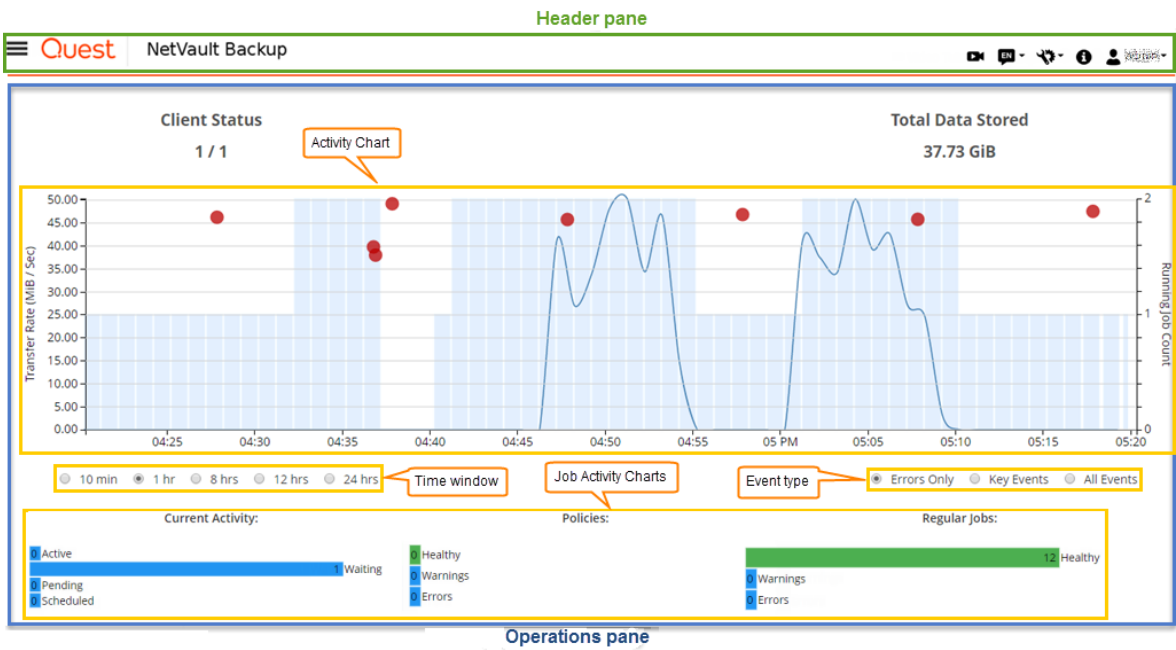 Header pane
Quest NetVault Backup
EN
Client Status
Total Data Stored
1 / 1
37.73 GiB
Activity Chart
50.00
45.00
40.00
35.00
30.00
25.00
20.00
15.00
10.00
5.00
0.00
Transfer Rate (MiB / Sec)
2
1
0
Running Job Count
04:25 04:30 04:35 04:40 04:45 04:50 04:55 05 PM 05:05 05:10 05:15 05:20
10 min 1 hr 8 hrs 12 hrs 24 hrs
Time window
Job Activity Charts
Event type
Errors Only Key Events All Events
Current Activity:
0 Active
1 Waiting
0 Pending
0 Scheduled
Policies:
0 Healthy
0 Warnings
0 Errors
Regular Jobs:
12 Healthy
0 Warnings
0 Errors
Operations pane